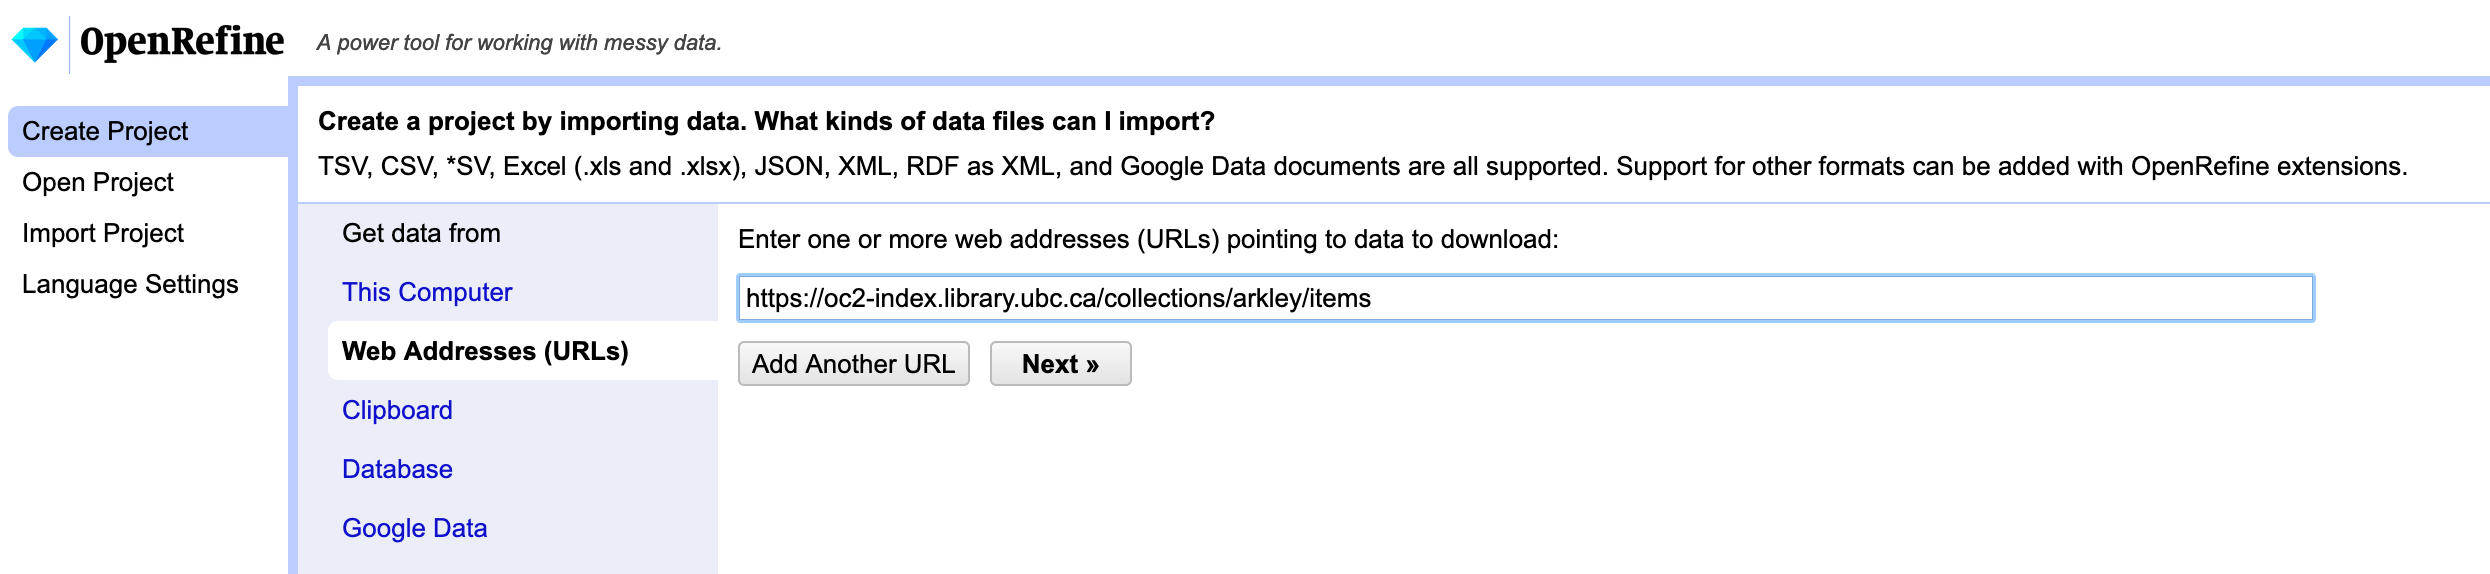 OpenRefine
A power tool for working with messy data.
Create Project
Open Project
Import Project
Language Settings
Create a project by importing data. What kinds of data files can I import?
TSV, CSV, *SV, Excel (.xls and .xlsx), JSON, XML, RDF as XML, and Google Data documents are all supported. Support for other formats can be added with OpenRefine extensions.
Get data from
This Computer
Web Addresses (URLs)
Clipboard
Database
Google Data
Enter one or more web addresses (URLs) pointing to data to download:
https://oc2-index.library.ubc.ca/collections/arkley/items
Add Another URL
Next »